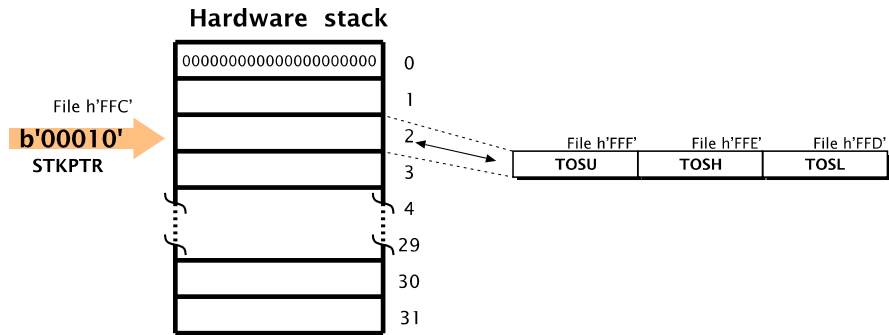 Hardware stack
000000000000000000000 0
1
File h'FFC'
b'00010'
STKPTR
2
3
4
29
30
31
File h'FFF' File h'FFE' File h'FFD'
TOSU TOSH TOSL